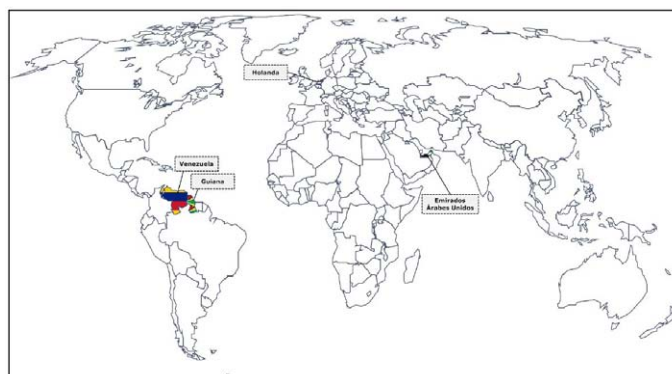 Holanda
Venezuela
Guiana
Emirados
Árabes Unidos